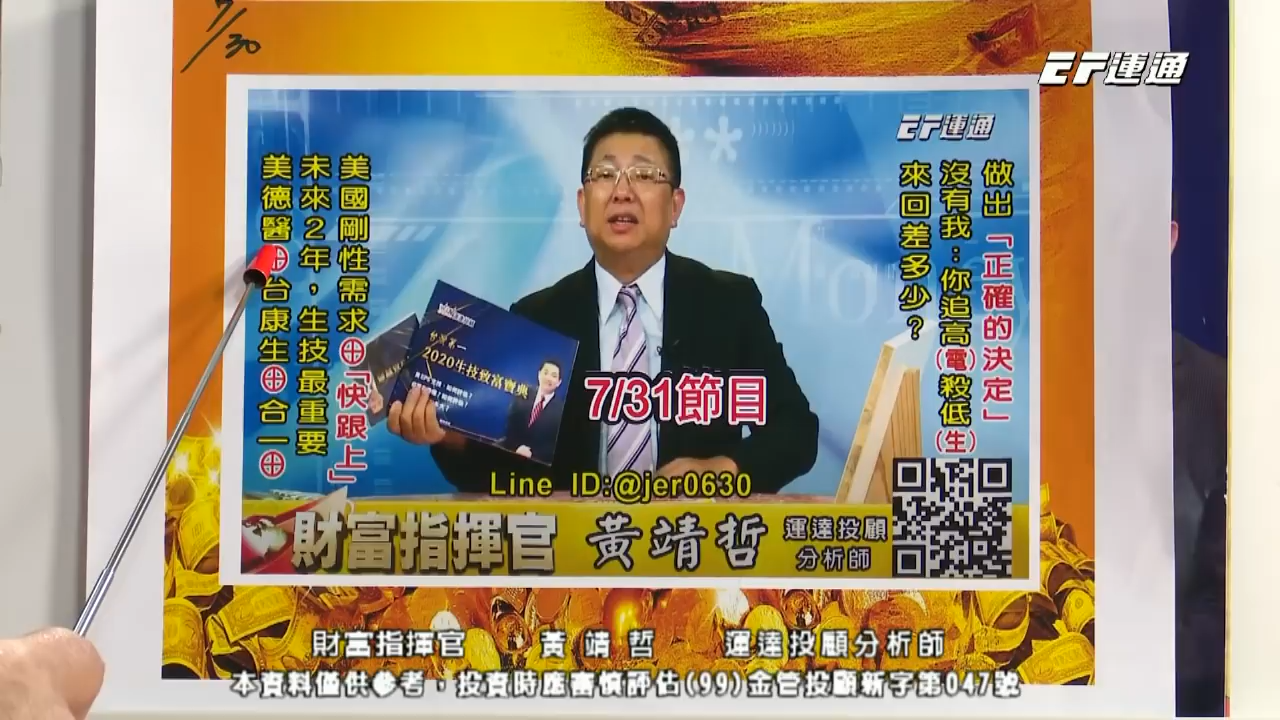 7/30
EF運通
EF運通
美國剛性需求⊕「快跟上」
未來2年，生技最重要
美德醫⊕台康生⊕合一⊕
做出「正確的決定」
沒有我：你追高(電)殺低(生)
來回差多少？
台灣第一
2020生技致富寶典
7/31節目
Line ID:@jer0630
財富指揮官 黃靖哲 運達投顧
分析師
財富指揮官 黃靖哲 運達投顧分析師
本資料僅供參考，投資時應審慎評估(99)金管投顧新字第047號